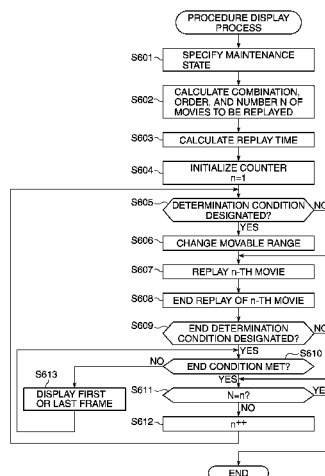 PROCEDURE DISPLAY
PROCESS
S601
SPECIFY MAINTENANCE
STATE
S602
CALCULATE COMBINATION,
ORDER, AND NUMBER N OF
MOVIES TO BE REPLAYED
S603
CALCULATE REPLAY TIME
S604
INITIALIZE COUNTER
n=1
S605
DETERMINATION CONDITION
DESIGNATED?
NO
YES
S606
CHANGE MOVABLE RANGE
S607
REPLAY n-TH MOVIE
S608
END REPLAY OF n-TH MOVIE
S609
END DETERMINATION
CONDITION DESIGNATED?
NO
YES
S610
NO
END CONDITION MET?
S613
DISPLAY FIRST
OR LAST FRAME
YES
S611
N=n?
YE
NO
S612
n++
END